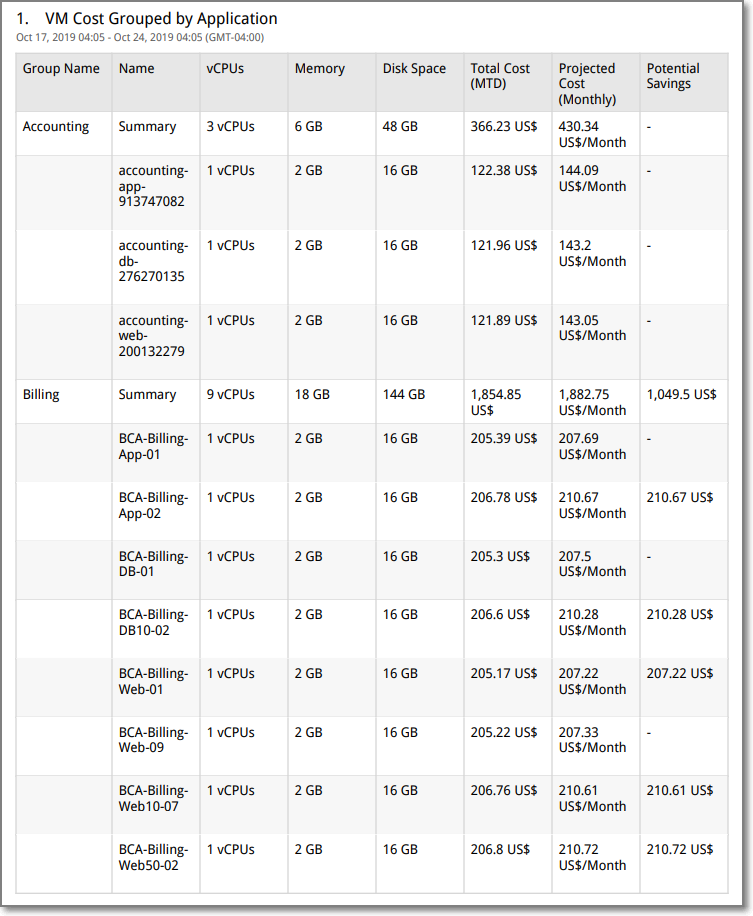 1. VM Cost Grouped by Application
Oct 17, 2019 04:05 - Oct 24, 2019 04:05 (GMT-04:00)
Group Name Name vCPUs Memory Disk Space Total Cost (MTD) Projected Cost (Monthly) Potential Savings
Accounting Summary 3 vCPUs 6 GB 48 GB 366.23 US$ 430.34 US$/Month -
accounting-app-913747082 1 vCPUs 2 GB 16 GB 122.38 US$ 144.09 US$/Month -
accounting-db-276270135 1 vCPUs 2 GB 16 GB 121.96 US$ 143.2 US$/Month -
accounting-web-200132279 1 vCPUs 2 GB 16 GB 121.89 US$ 143.05 US$/Month -
Billing Summary 9 vCPUs 18 GB 144 GB 1,854.85 US$ 1,882.75 US$/Month 1,049.5 US$
BCA-Billing-App-01 1 vCPUs 2 GB 16 GB 205.39 US$ 207.69 US$/Month -
BCA-Billing-App-02 1 vCPUs 2 GB 16 GB 206.78 US$ 210.67 US$/Month 210.67 US$
BCA-Billing-DB-01 1 vCPUs 2 GB 16 GB 205.3 US$ 207.5 US$/Month -
BCA-Billing-DB10-02 1 vCPUs 2 GB 16 GB 206.6 US$ 210.28 US$/Month 210.28 US$
BCA-Billing-Web-01 1 vCPUs 2 GB 16 GB 205.17 US$ 207.22 US$/Month 207.22 US$
BCA-Billing-Web-09 1 vCPUs 2 GB 16 GB 205.22 US$ 207.33 US$/Month -
BCA-Billing-Web10-07 1 vCPUs 2 GB 16 GB 206.76 US$ 210.61 US$/Month 210.61 US$
BCA-Billing-Web50-02 1 vCPUs 2 GB 16 GB 206.8 US$ 210.72 US$/Month 210.72 US$